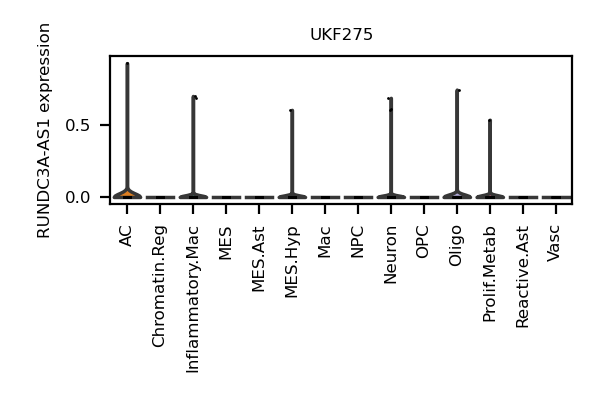 UKF275
RUNDC3A-AS1 expression
0.5
0.0
AC
Chromatin.Reg
Inflammatory.Mac
MES
MES.Ast
MES.Hyp
Mac
NPC
Neuron
OPC
Oligo
Prolif.Metab
Reactive.Ast
Vasc